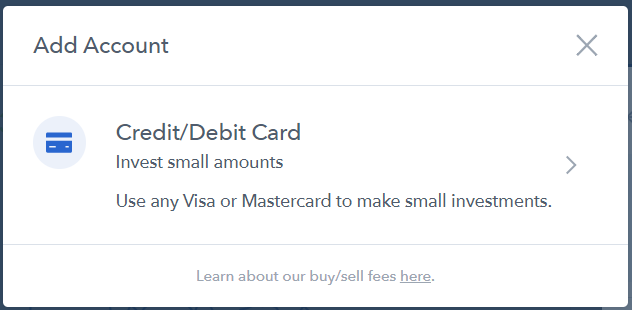 Add Account
Credit/Debit Card
Invest small amounts
Use any Visa or Mastercard to make small investments.
Learn about our buy/sell fees here.